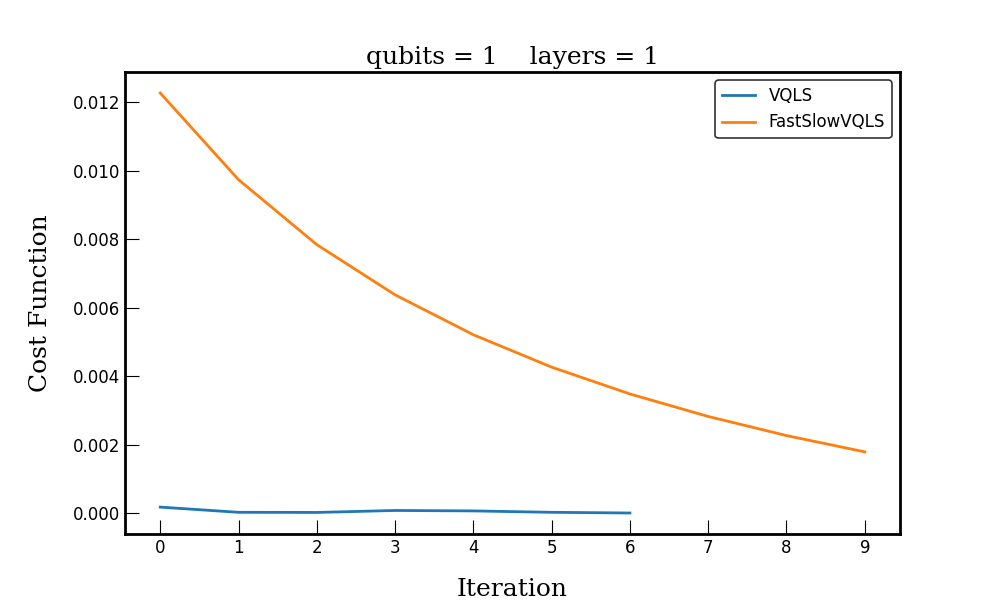 qubits = 1    layers = 1
VQLS
FastSlowVQLS
0.012
0.010
0.008
0.006
0.004
0.002
0.000
Cost Function
0 1 2 3 4 5 6 7 8 9
Iteration